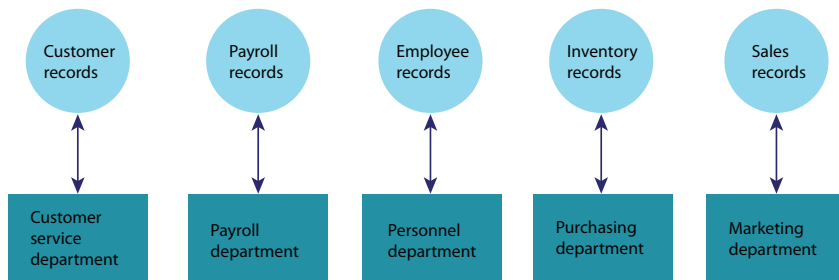 Customer
records
Payroll
records
Employee
records
Inventory
records
Sales
records
Customer
service
department
Payroll
department
Personnel
department
Purchasing
department
Marketing
department